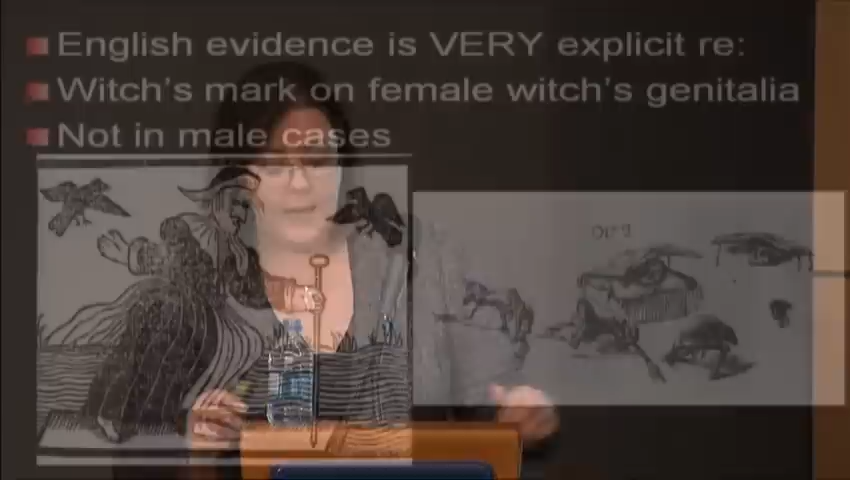 English evidence is VERY explicit re:
Witch's mark on female witch's genitalia
Not in male cases